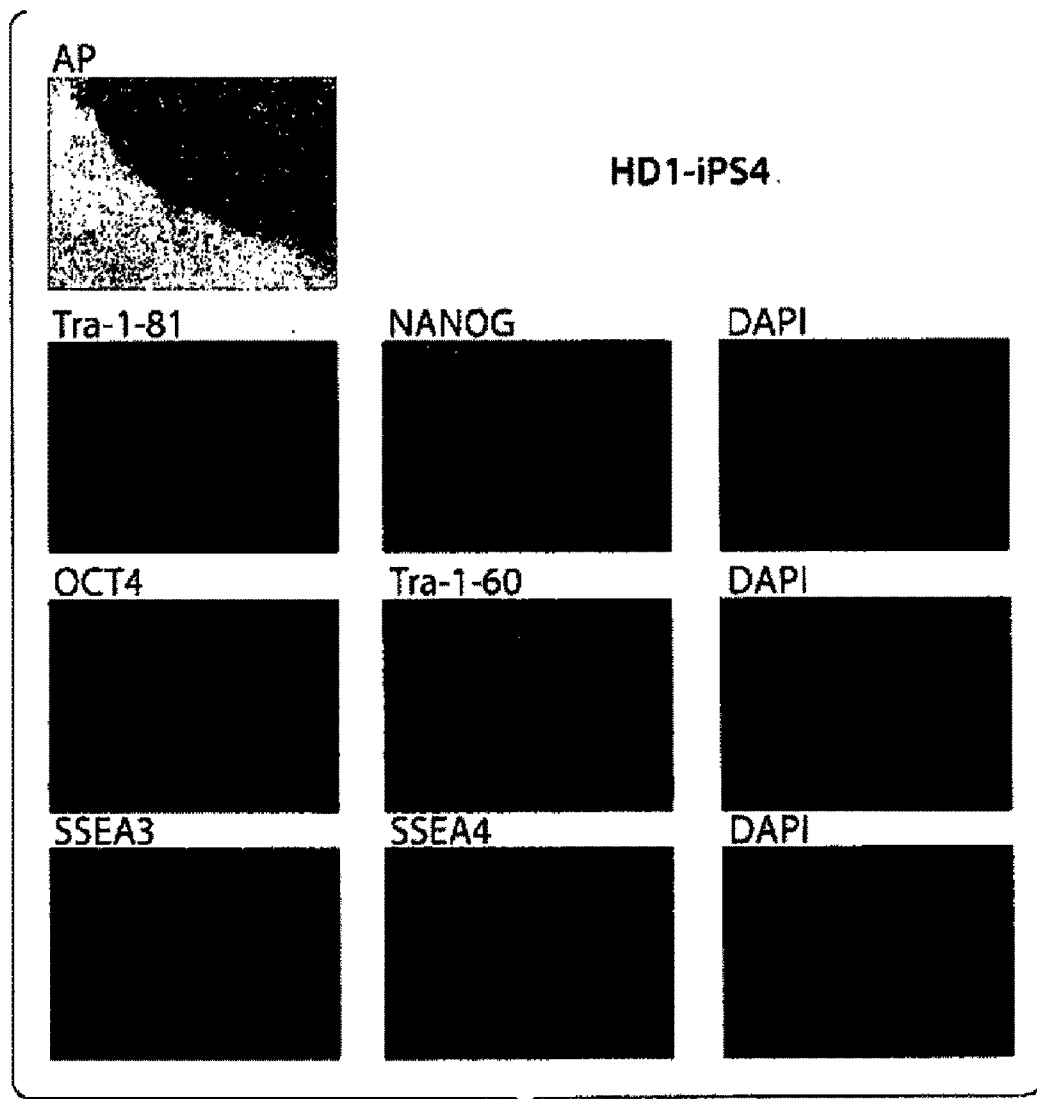 AP
HD1-iPS4
Tra-1-81 NANOG DAPI
OCT4 Tra-1-60 DAPI
SSEA3 SSEA4 DAPI